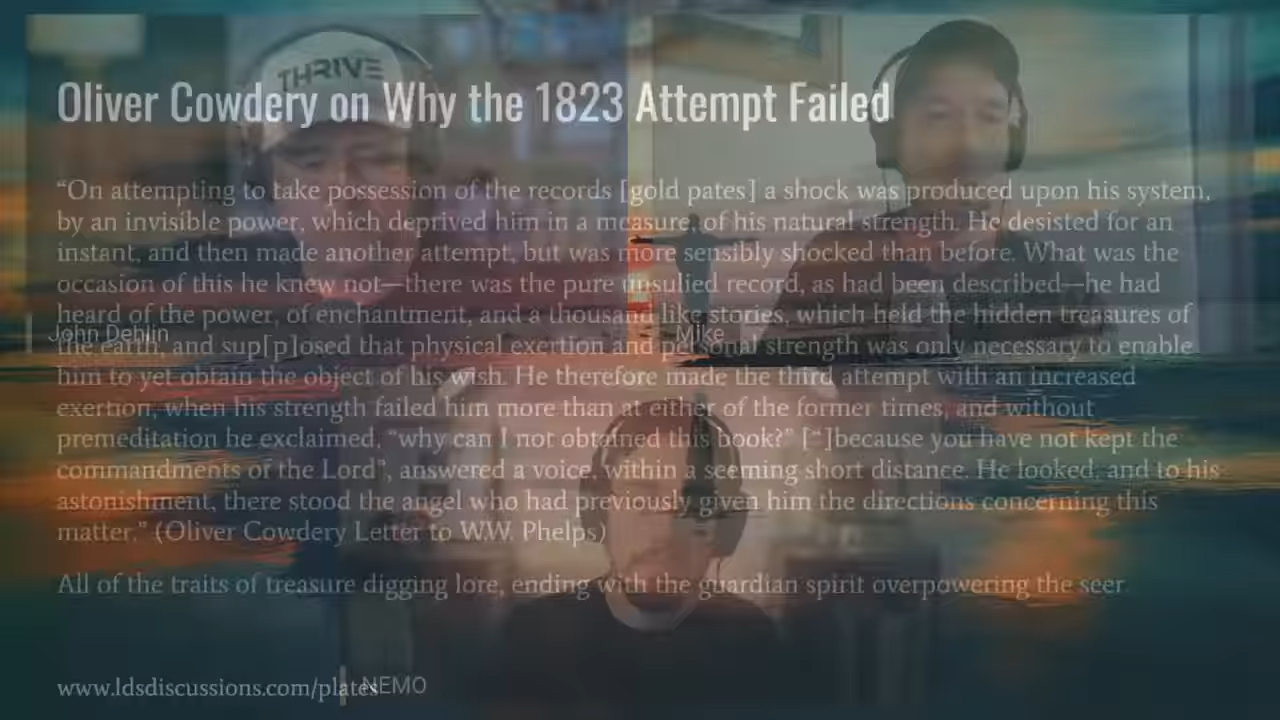 THRIVE
Oliver Cowdery on Why the 1823 Attempt Failed
“On attempting to take possession of the records [gold pates] a shock was produced upon his system,
by an invisible power, which deprived him in a measure, of his natural strength. He desisted for an
instant, and then made another attempt, but was more sensibly shocked than before. What was the
occasion of this he knew not—there was the pure unsulied record, as had been described—he had
heard of the power of enchantment, and a thousand like stories, which held the hidden treasures of
John Dehlin
Mike
the earth, and sup[p]osed that physical exertion and strength was only necessary to enable
him to yet obtain the object of his wish. He therefore made the third attempt with an increased
exertion, when his strength failed him more than at either of the former times, and without
premeditation he exclaimed, “why can I not obtained this book?” [“]because you have not kept the
commandments of the Lord”, answered a voice, within a seeming short distance. He looked, and to his
astonishment, there stood the angel who had previously given him the directions concerning this
matter.” (Oliver Cowdery Letter to W.W. Phelps)
All of the traits of treasure digging lore, ending with the guardian spirit overpowering the seer.
www.ldsdiscussions.com/plates
NEMO